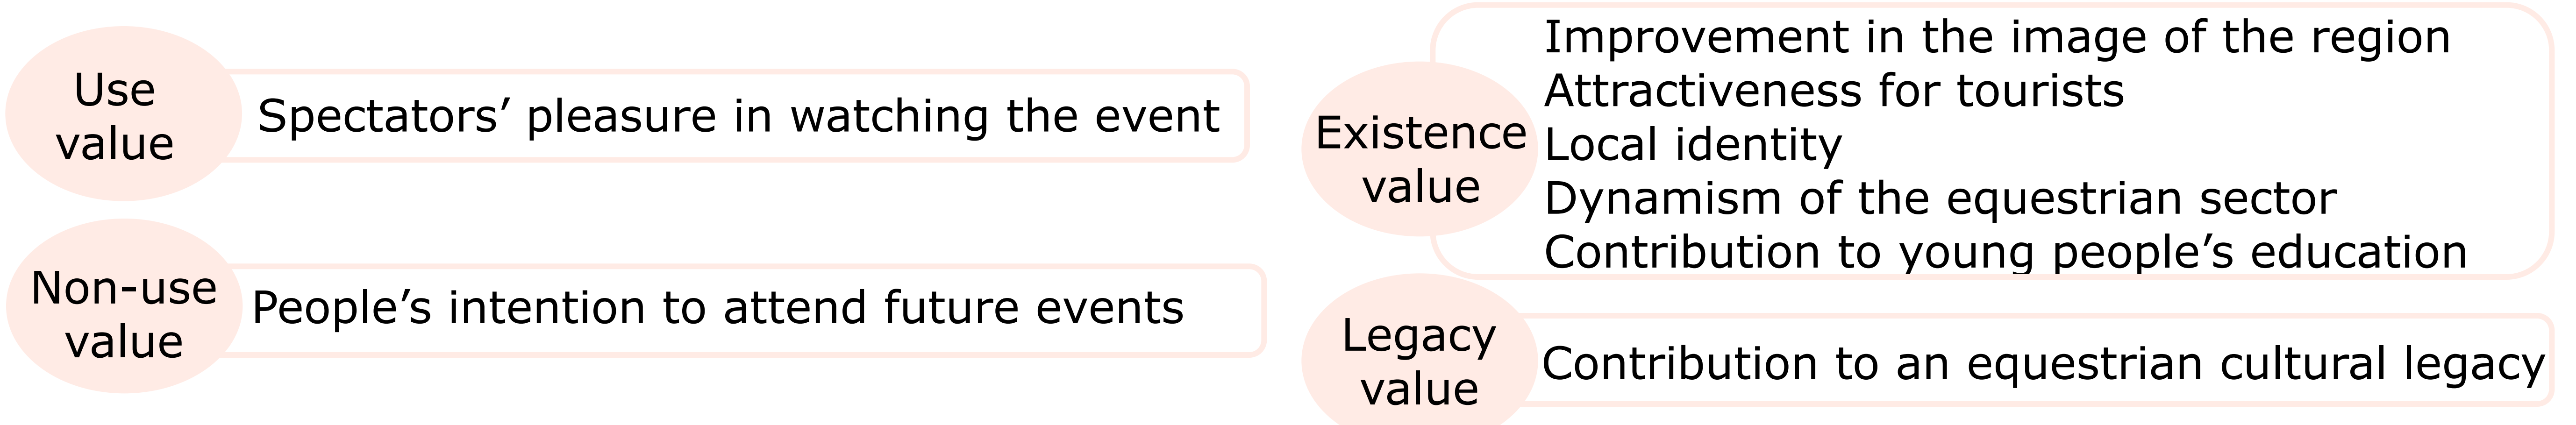 Use
value
Spectators’ pleasure in watching the event
Non-use
value
People’s intention to attend future events
Existence
value
Improvement in the image of the region
Attractiveness for tourists
Local identity
Dynamism of the equestrian sector
Contribution to young people’s education
Legacy
value
Contribution to an equestrian cultural legacy